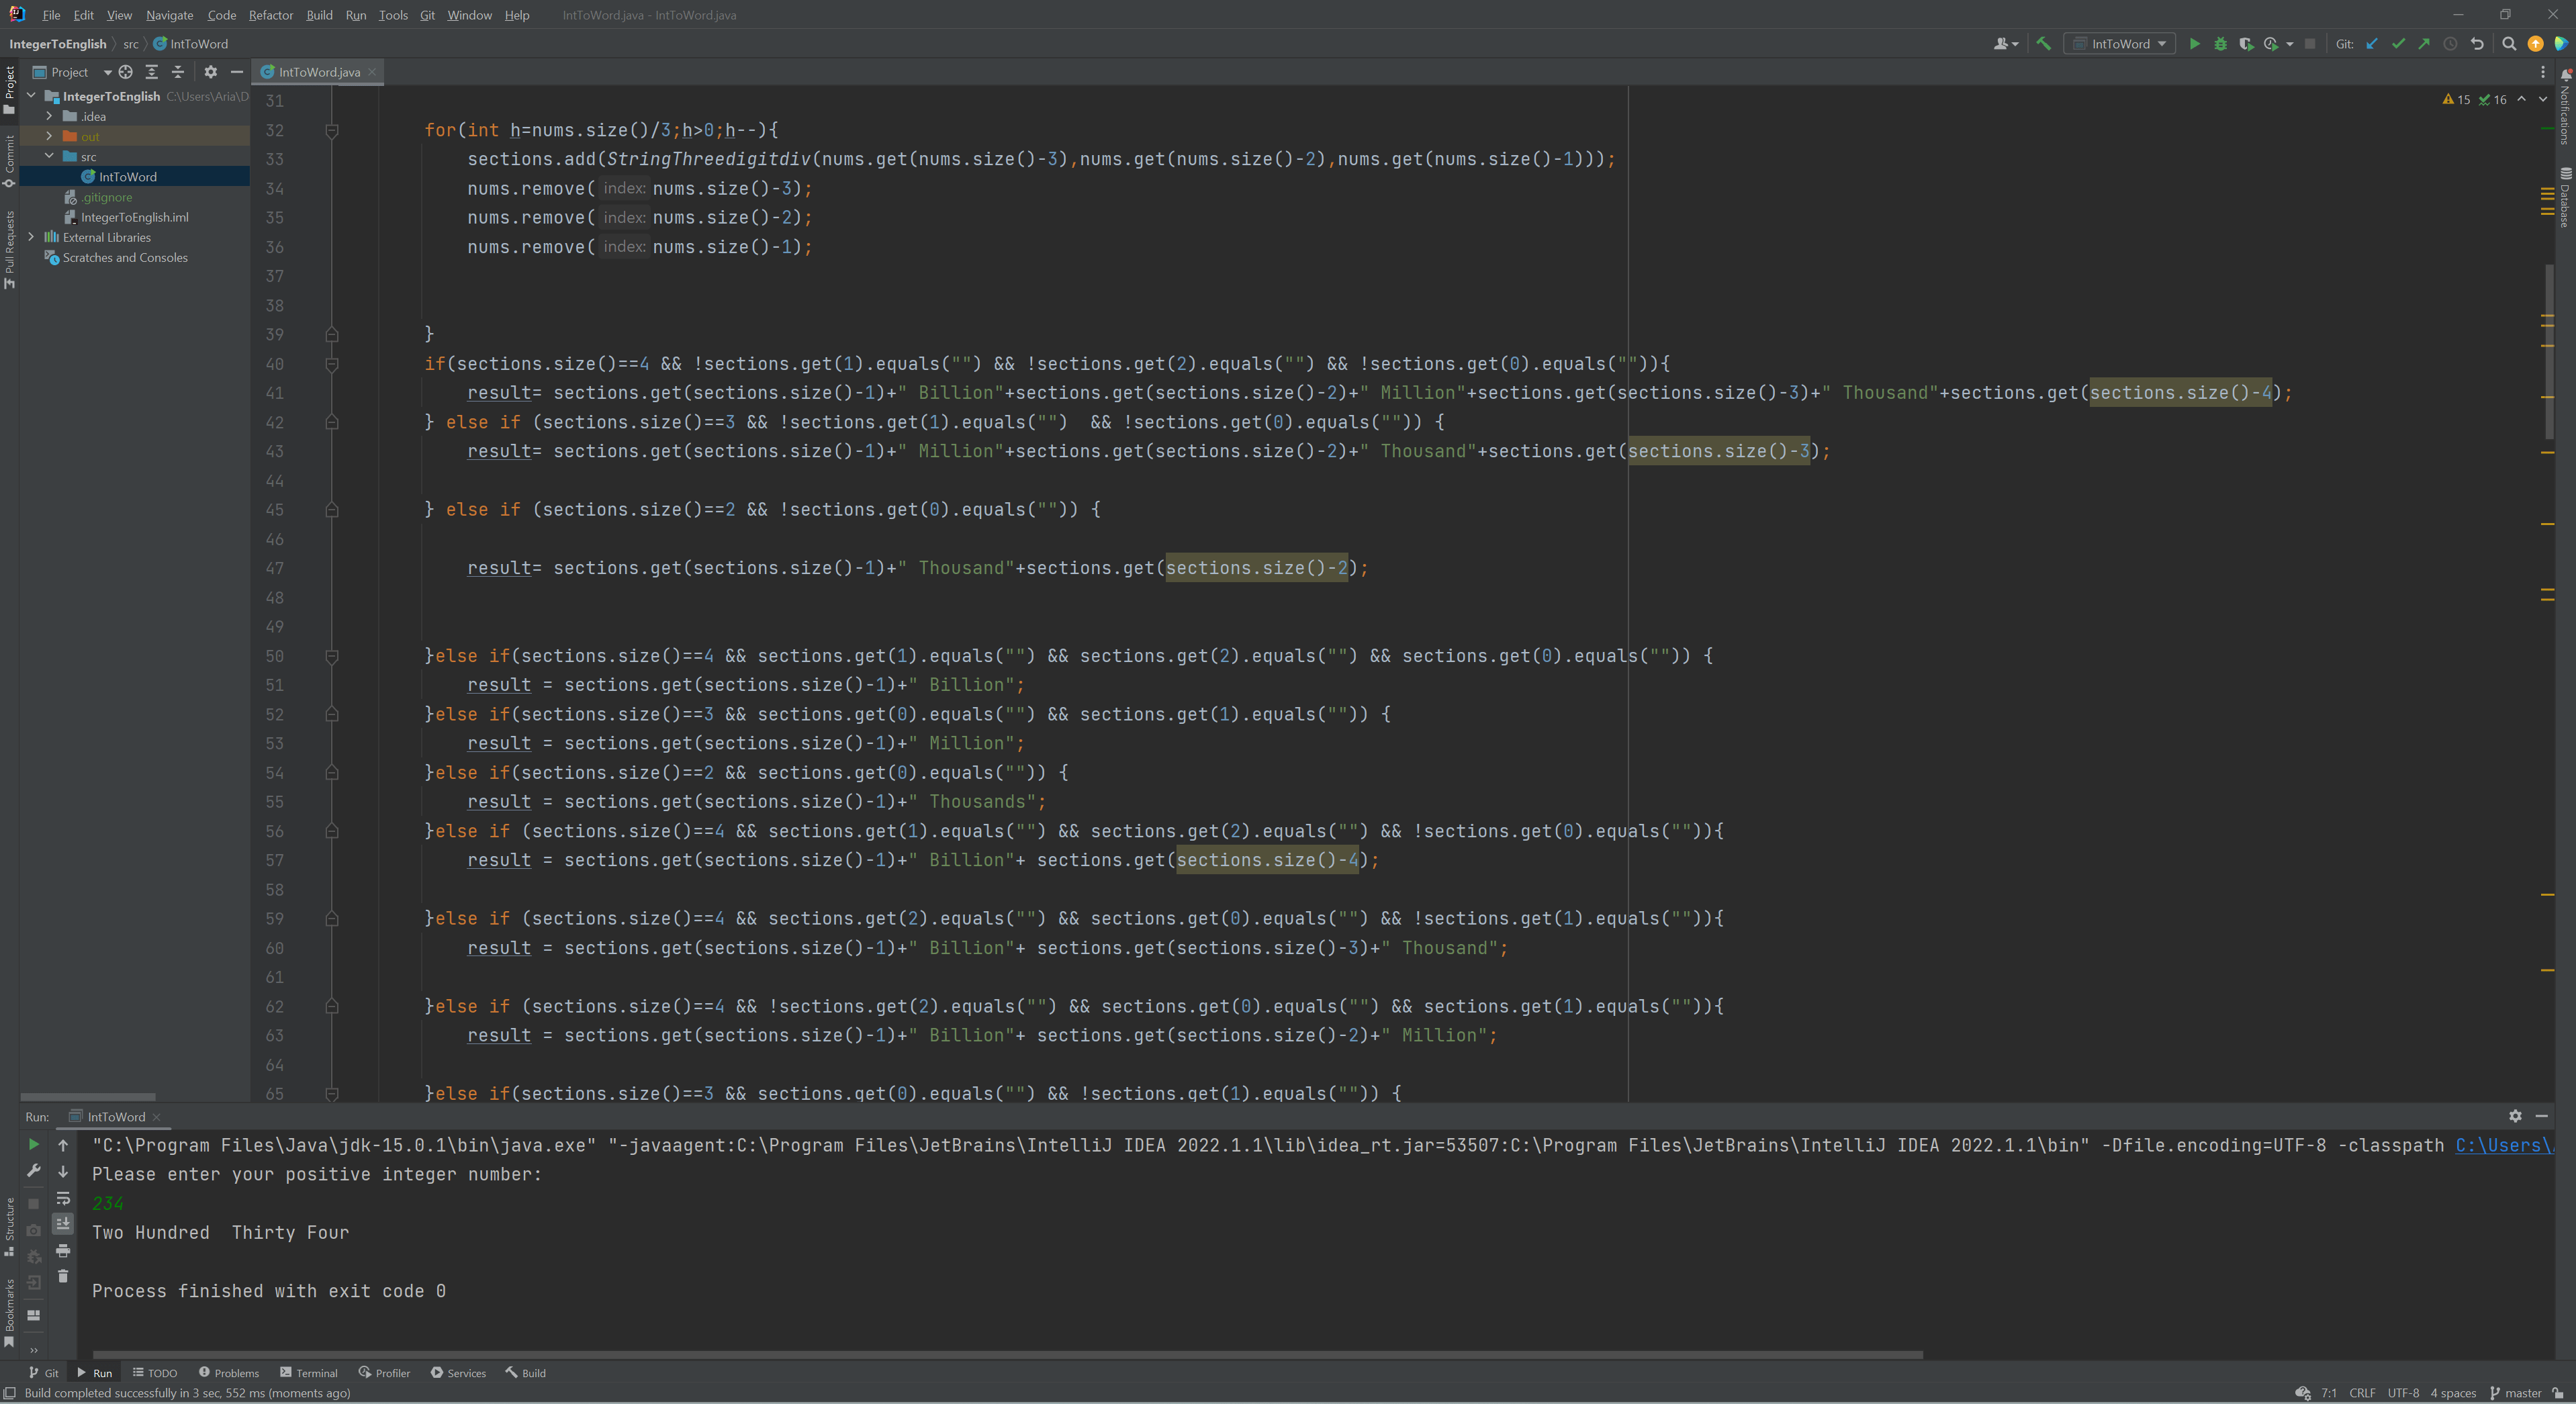 File Edit View Navigate Code Refactor Build Run Tools Git Window Help IntToWord.java - IntToWord.java
IntegerToEnglish src IntToWord
IntToWord Git:
Project
IntToWord.java
IntegerToEnglish C:\Users\Aria\D
.idea
out
src
IntToWord
.gitignore
IntegerToEnglish.iml
External Libraries
Scratches and Consoles
Project
Commit
Pull Requests
Structure
Bookmarks
Notifications
Database
15 16
31
32 for(int h=nums.size()/3;h>0;h--){
33 sections.add(StringThreedigitdiv(nums.get(nums.size()-3),nums.get(nums.size()-2),nums.get(nums.size()-1)));
34 nums.remove( index: nums.size()-3);
35 nums.remove( index: nums.size()-2);
36 nums.remove( index: nums.size()-1);
37
38
39 }
40 if(sections.size()==4 && !sections.get(1).equals("") && !sections.get(2).equals("") && !sections.get(0).equals("")){
41 result= sections.get(sections.size()-1)+" Billion"+sections.get(sections.size()-2)+" Million"+sections.get(sections.size()-3)+" Thousand"+sections.get(sections.size()-4);
42 } else if (sections.size()==3 && !sections.get(1).equals("")  && !sections.get(0).equals("")) {
43 result= sections.get(sections.size()-1)+" Million"+sections.get(sections.size()-2)+" Thousand"+sections.get(sections.size()-3);
44
45 } else if (sections.size()==2 && !sections.get(0).equals("")) {
46
47 result= sections.get(sections.size()-1)+" Thousand"+sections.get(sections.size()-2);
48
49
50 }else if(sections.size()==4 && sections.get(1).equals("") && sections.get(2).equals("") && sections.get(0).equals("")) {
51 result = sections.get(sections.size()-1)+" Billion";
52 }else if(sections.size()==3 && sections.get(0).equals("") && sections.get(1).equals("")) {
53 result = sections.get(sections.size()-1)+" Million";
54 }else if(sections.size()==2 && sections.get(0).equals("")) {
55 result = sections.get(sections.size()-1)+" Thousands";
56 }else if (sections.size()==4 && sections.get(1).equals("") && sections.get(2).equals("") && !sections.get(0).equals("")){
57 result = sections.get(sections.size()-1)+" Billion"+ sections.get(sections.size()-4);
58
59 }else if (sections.size()==4 && sections.get(2).equals("") && sections.get(0).equals("") && !sections.get(1).equals("")){
60 result = sections.get(sections.size()-1)+" Billion"+ sections.get(sections.size()-3)+" Thousand";
61
62 }else if (sections.size()==4 && !sections.get(2).equals("") && sections.get(0).equals("") && sections.get(1).equals("")){
63 result = sections.get(sections.size()-1)+" Billion"+ sections.get(sections.size()-2)+" Million";
64
65 }else if(sections.size()==3 && sections.get(0).equals("") && !sections.get(1).equals("")) {
Run: IntToWord
"C:\Program Files\Java\jdk-15.0.1\bin\java.exe" "-javaagent:C:\Program Files\JetBrains\IntelliJ IDEA 2022.1.1\lib\idea_rt.jar=53507:C:\Program Files\JetBrains\IntelliJ IDEA 2022.1.1\bin" -Dfile.encoding=UTF-8 -classpath C:\Users\
Please enter your positive integer number:
234
Two Hundred  Thirty Four
Process finished with exit code 0
Git Run TODO Problems Terminal Profiler Services Build
Build completed successfully in 3 sec, 552 ms (moments ago)
7:1 CRLF UTF-8 4 spaces master